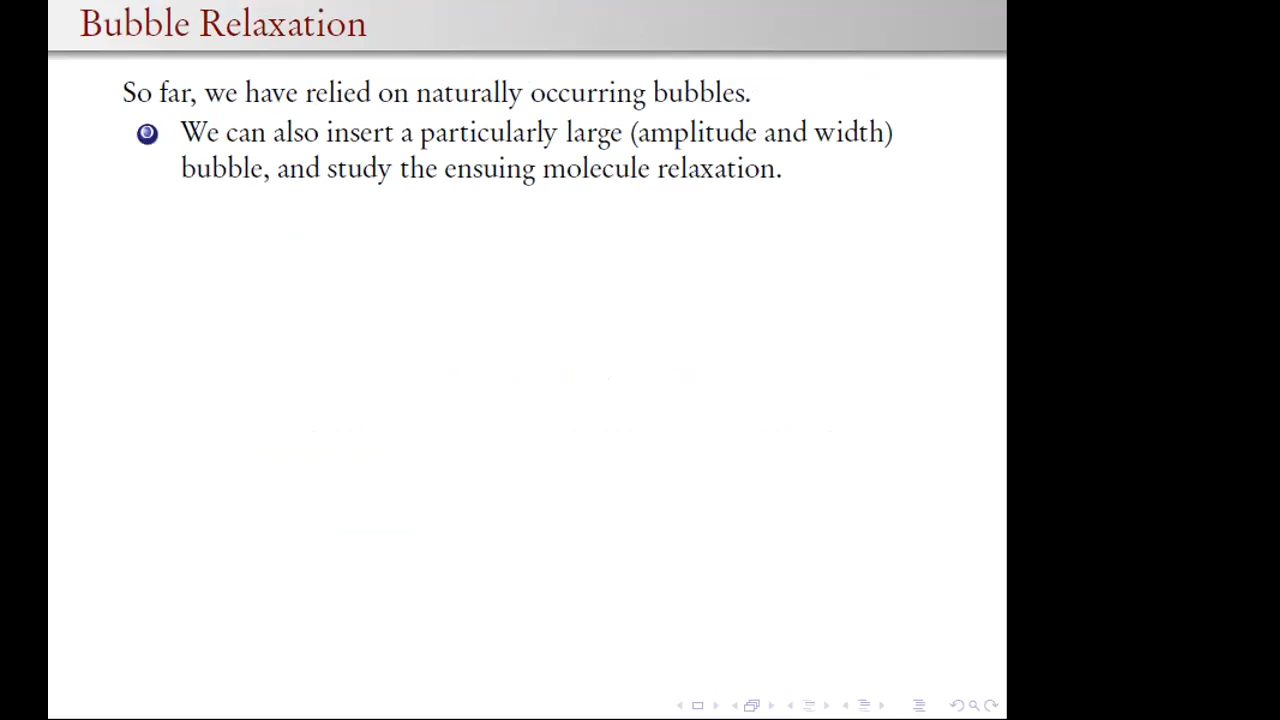 Bubble Relaxation
So far, we have relied on naturally occurring bubbles.
We can also insert a particularly large (amplitude and width)
bubble, and study the ensuing molecule relaxation.